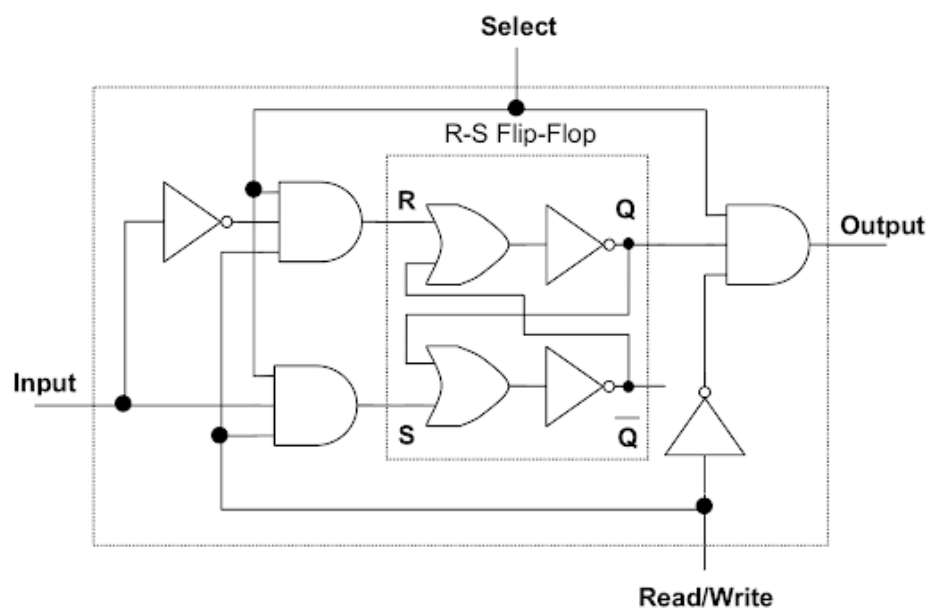 Select
R-S Flip-Flop
R
Q
Output
Input
S
Q̅
Read/Write